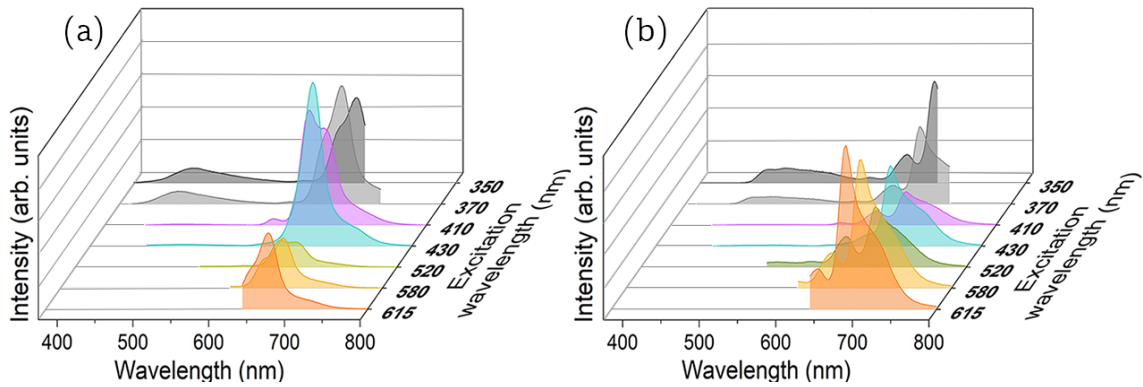 (a)
Intensity (arb. units)
350
370
410
430
520
580
615
Excitation
wavelength (nm)
400 500 600 700 800
Wavelength (nm)
(b)
Intensity (arb. units)
350
370
410
430
520
580
615
Excitation
wavelength (nm)
400 500 600 700 800
Wavelength (nm)